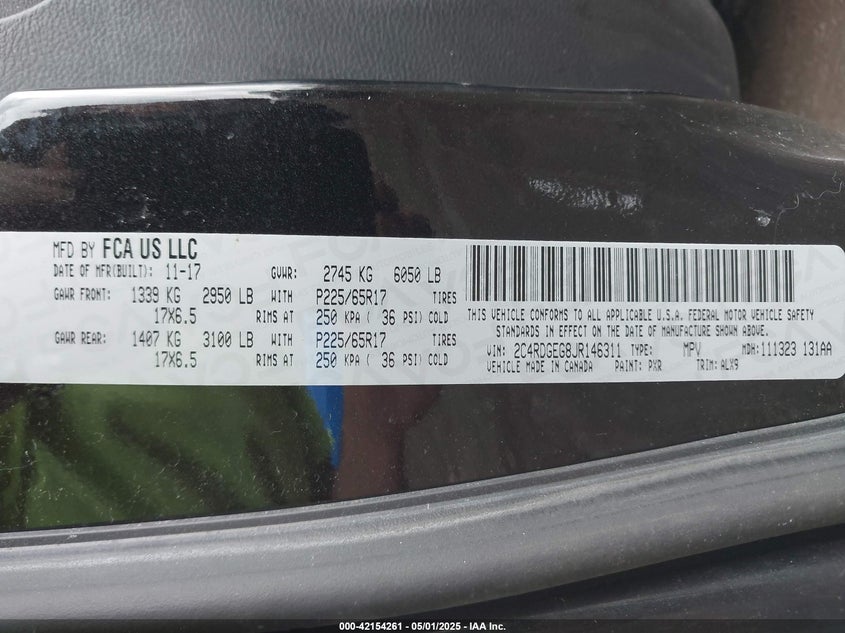 MFD BY FCA US LLC
DATE OF MFR(BUILT): 11-17 GVWR: 2745 KG 6050 LB
GAWR FRONT: 1339 KG 2950 LB WITH P225/65R17 TIRES
17X6.5 RIMS AT 250 KPA ( 36 PSI) COLD
GAWR REAR: 1407 KG 3100 LB WITH P225/65R17 TIRES
17X6.5 RIMS AT 250 KPA ( 36 PSI) COLD
THIS VEHICLE CONFORMS TO ALL APPLICABLE U.S.A. FEDERAL MOTOR VEHICLE SAFETY
STANDARDS IN EFFECT ON THE DATE OF MANUFACTURE SHOWN ABOVE.
VIN: 2C4RDGEG8JR146311 TYPE: MPV MDH: 111323 131AA
VEHICLE MADE IN CANADA PAINT: PXR TRIM: ALX9
000-42154261 - 05/01/2025 - IAA Inc.